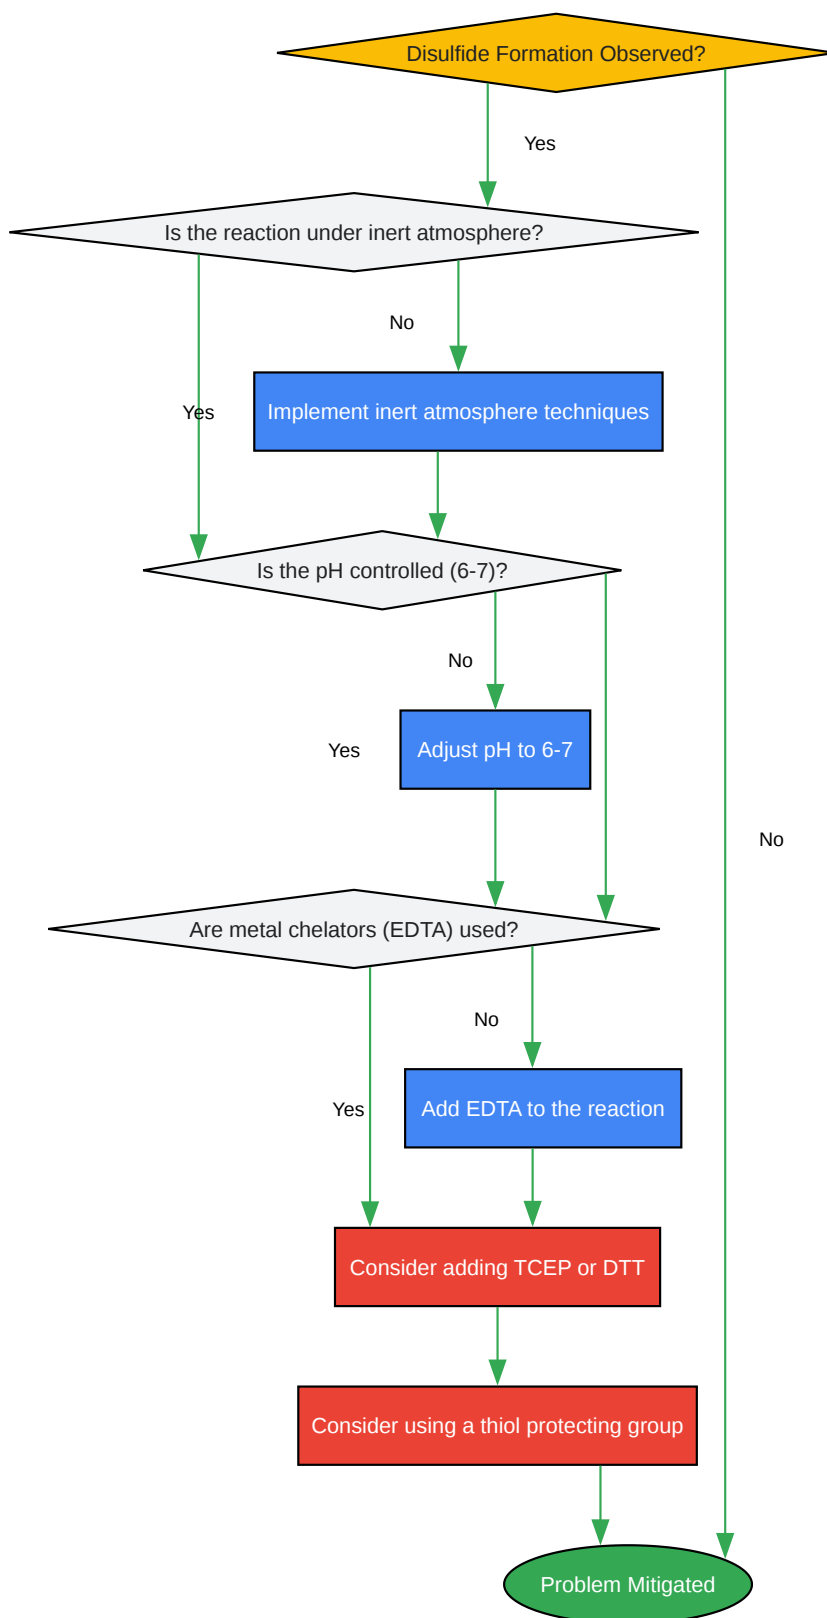 Disulfide Formation Observed?
Yes
Is the reaction under inert atmosphere?
No
Yes
Implement inert atmosphere techniques
Is the pH controlled (6-7)?
No
Yes
Adjust pH to 6-7
No
Are metal chelators (EDTA) used?
No
Yes
Add EDTA to the reaction
Consider adding TCEP or DTT
Consider using a thiol protecting group
Problem Mitigated